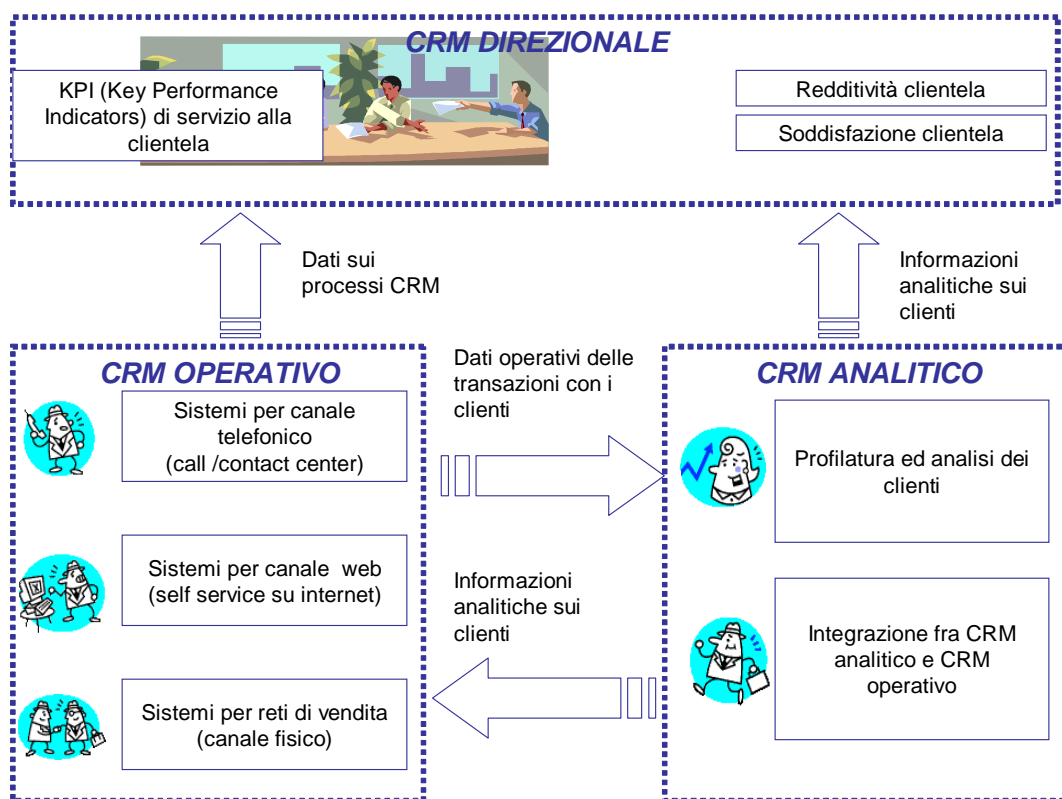 CRM DIREZIONALE
KPI (Key Performance
Indicators) di servizio alla
clientela
Redditività clientela
Soddisfazione clientela
Dati sui
processi CRM
Informazioni
analitiche sui
clienti
CRM OPERATIVO
Sistemi per canale
telefonico
(call /contact center)
Sistemi per canale web
(self service su internet)
Sistemi per reti di vendita
(canale fisico)
Dati operativi delle
transazioni con i
clienti
Informazioni
analitiche sui
clienti
CRM ANALITICO
Profilatura ed analisi dei
clienti
Integrazione fra CRM
analitico e CRM
operativo